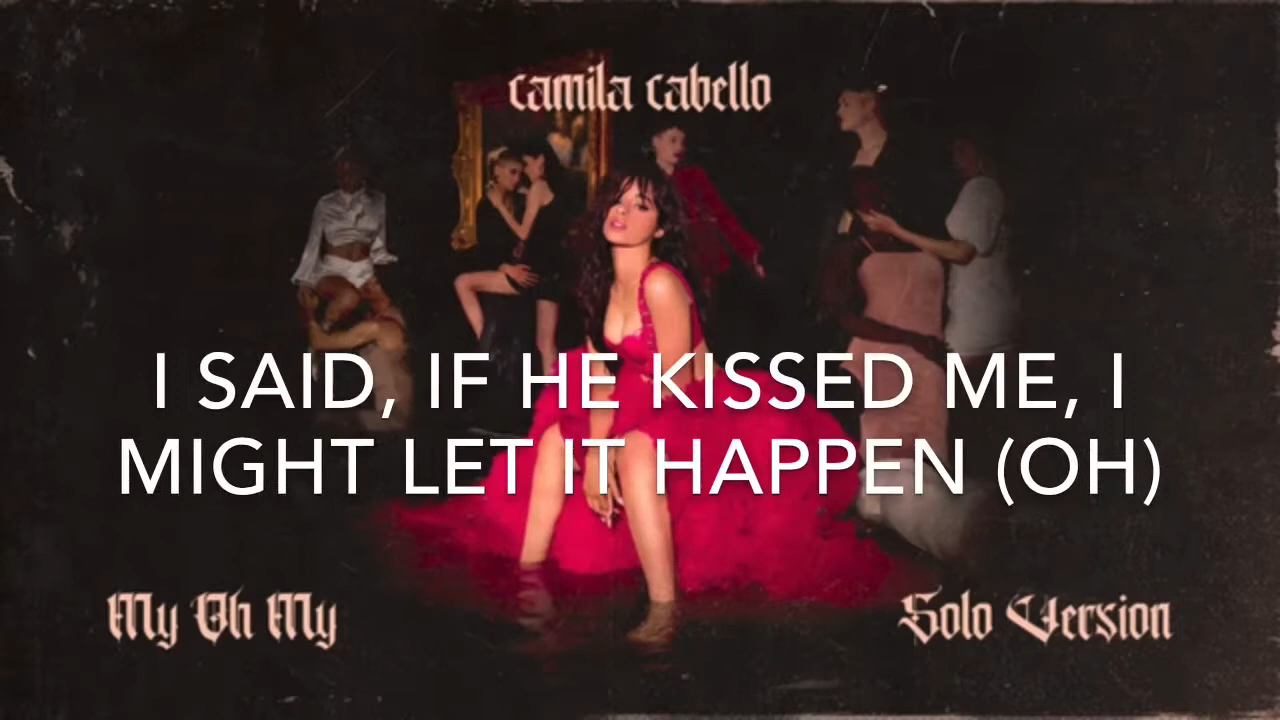 camila cabello
I SAID, IF HE KISSED ME, I
MIGHT LET IT HAPPEN (OH)
My Oh My
Solo Version